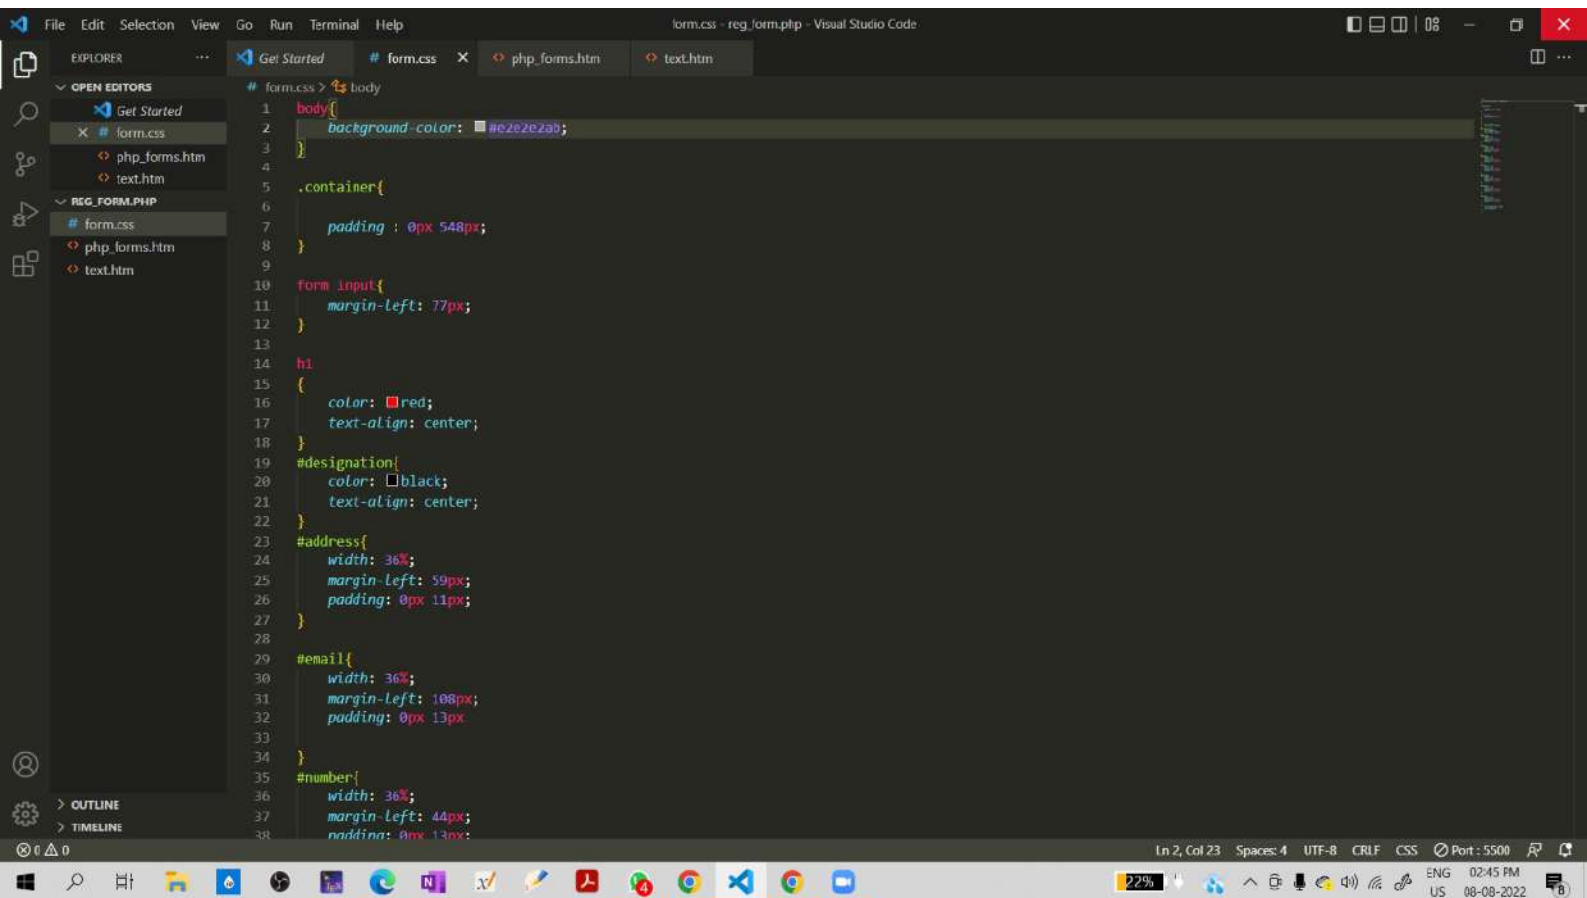 File Edit Selection View Go Run Terminal Help
form.css - reg_form.php - Visual Studio Code
EXPLORER
Get Started
# form.css
php_forms.htm
text.htm
OPEN EDITORS
Get Started
# form.css
php_forms.htm
text.htm
REG_FORM.PHP
# form.css
php_forms.htm
text.htm
OUTLINE
TIMELINE
# form.css > body
1 body{
2 background-color: #e2e2e2ab;
3 }
4
5 .container{
6
7 padding : 0px 548px;
8 }
9
10 form input{
11 margin-left: 77px;
12 }
13
14 h1
15 {
16 color: red;
17 text-align: center;
18 }
19 #designation{
20 color: black;
21 text-align: center;
22 }
23 #address{
24 width: 36%;
25 margin-left: 59px;
26 padding: 0px 11px;
27 }
28
29 #email{
30 width: 36%;
31 margin-left: 108px;
32 padding: 0px 13px
33
34 }
35 #number{
36 width: 36%;
37 margin-left: 44px;
38 padding: 0px 13px;
0 0
Ln 2, Col 23 Spaces: 4 UTF-8 CRLF CSS Port : 5500
22%
ENG 02:45 PM
US 08-08-2022